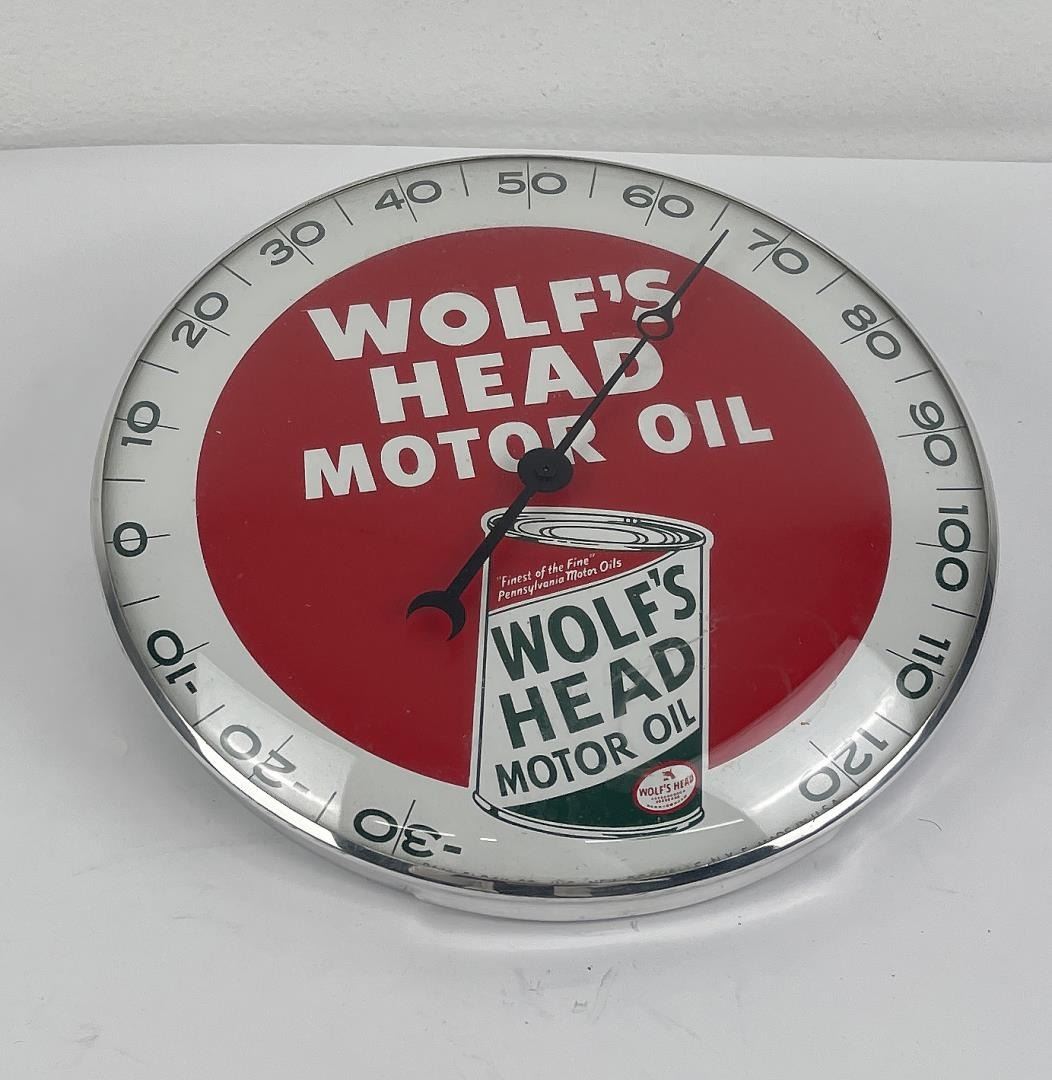 -30
-20
-10
0
10
20
30
40
50
60
70
80
90
100
110
120
WOLF'S
HEAD
MOTOR OIL
"Finest of the Fine"
Pennsylvania Motor Oils
WOLF'S
HEAD
MOTOR OIL
WOLF'S HEAD